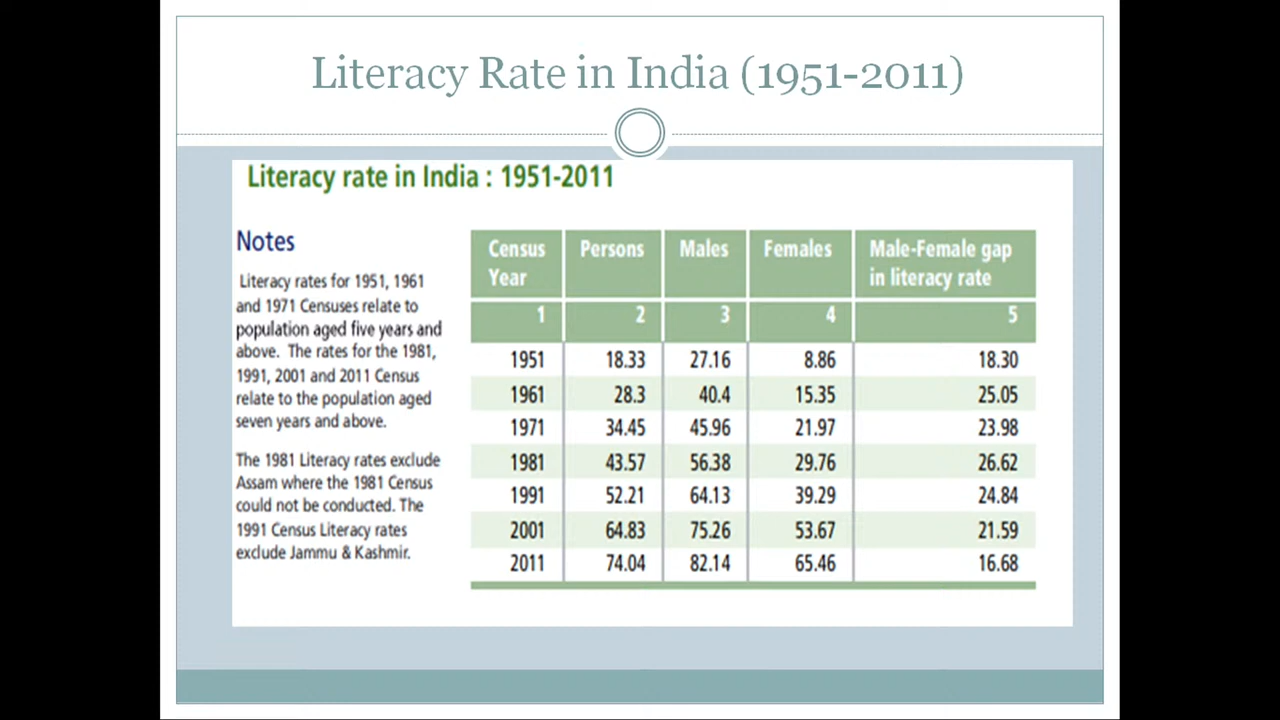 Literacy Rate in India (1951-2011)
Literacy rate in India : 1951-2011
Notes
Literacy rates for 1951, 1961
and 1971 Censuses relate to
population aged five years and
above. The rates for the 1981,
1991, 2001 and 2011 Census
relate to the population aged
seven years and above.
The 1981 Literacy rates exclude
Assam where the 1981 Census
could not be conducted. The
1991 Census Literacy rates
exclude Jammu & Kashmir.
Census Year Persons Males Females Male-Female gap in literacy rate
1 2 3 4 5
1951 18.33 27.16 8.86 18.30
1961 28.3 40.4 15.35 25.05
1971 34.45 45.96 21.97 23.98
1981 43.57 56.38 29.76 26.62
1991 52.21 64.13 39.29 24.84
2001 64.83 75.26 53.67 21.59
2011 74.04 82.14 65.46 16.68